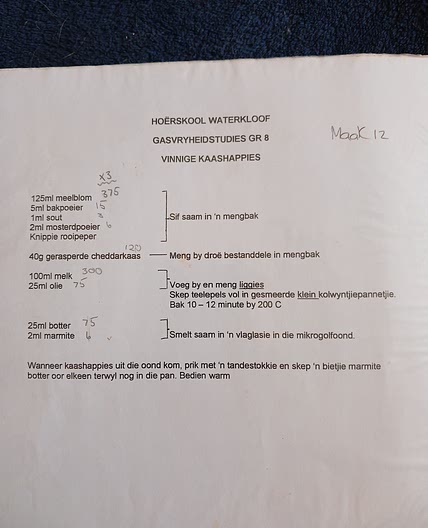 HOËRSKOOL WATERKLOOF
GASVRYHEIDSTUDIES GR 8
Maak 12
VINNIGE KAASHAPPIES
x3
125ml meelblom 375
5ml bakpoeier 15
1ml sout 3
2ml mosterdpoeier 6
Knippie rooipeper
Sif saam in 'n mengbak
120
40g gerasperde cheddarkaas Meng by droë bestanddele in mengbak
100ml melk 300
25ml olie 75
Voeg by en meng liggies
Skep teelepels vol in gesmeerde klein kolwyntjiepannetjie.
Bak 10 – 12 minute by 200 C
25ml botter 75
2ml marmite 6
Smelt saam in 'n vlaglasie in die mikrogolfoond.
Wanneer kaashappies uit die oond kom, prik met 'n tandestokkie en skep 'n bietjie marmite
botter oor elkeen terwyl nog in die pan. Bedien warm